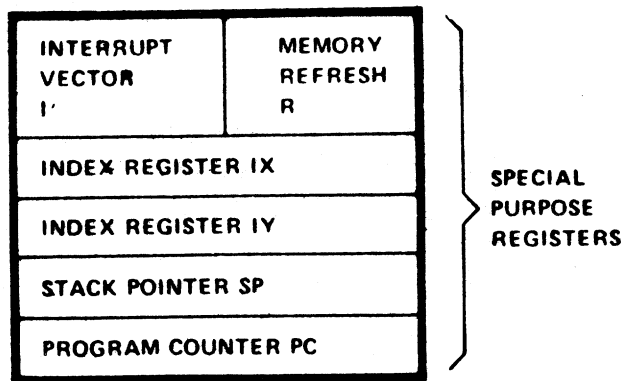 INTERRUPT
VECTOR
I
MEMORY
REFRESH
R
INDEX REGISTER IX
INDEX REGISTER IY
STACK POINTER SP
PROGRAM COUNTER PC
SPECIAL
PURPOSE
REGISTERS